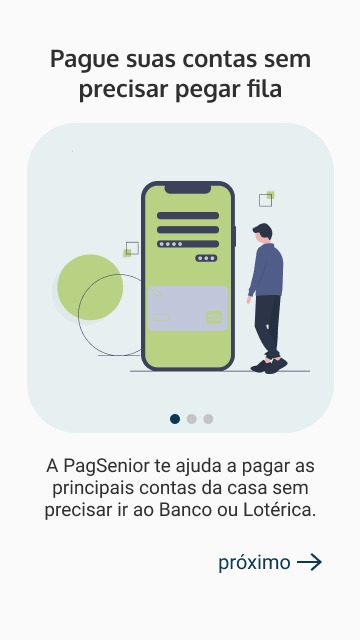 Pague suas contas sem
precisar pegar fila
A PagSenior te ajuda a pagar as
principais contas da casa sem
precisar ir ao Banco ou Lotérica.
próximo